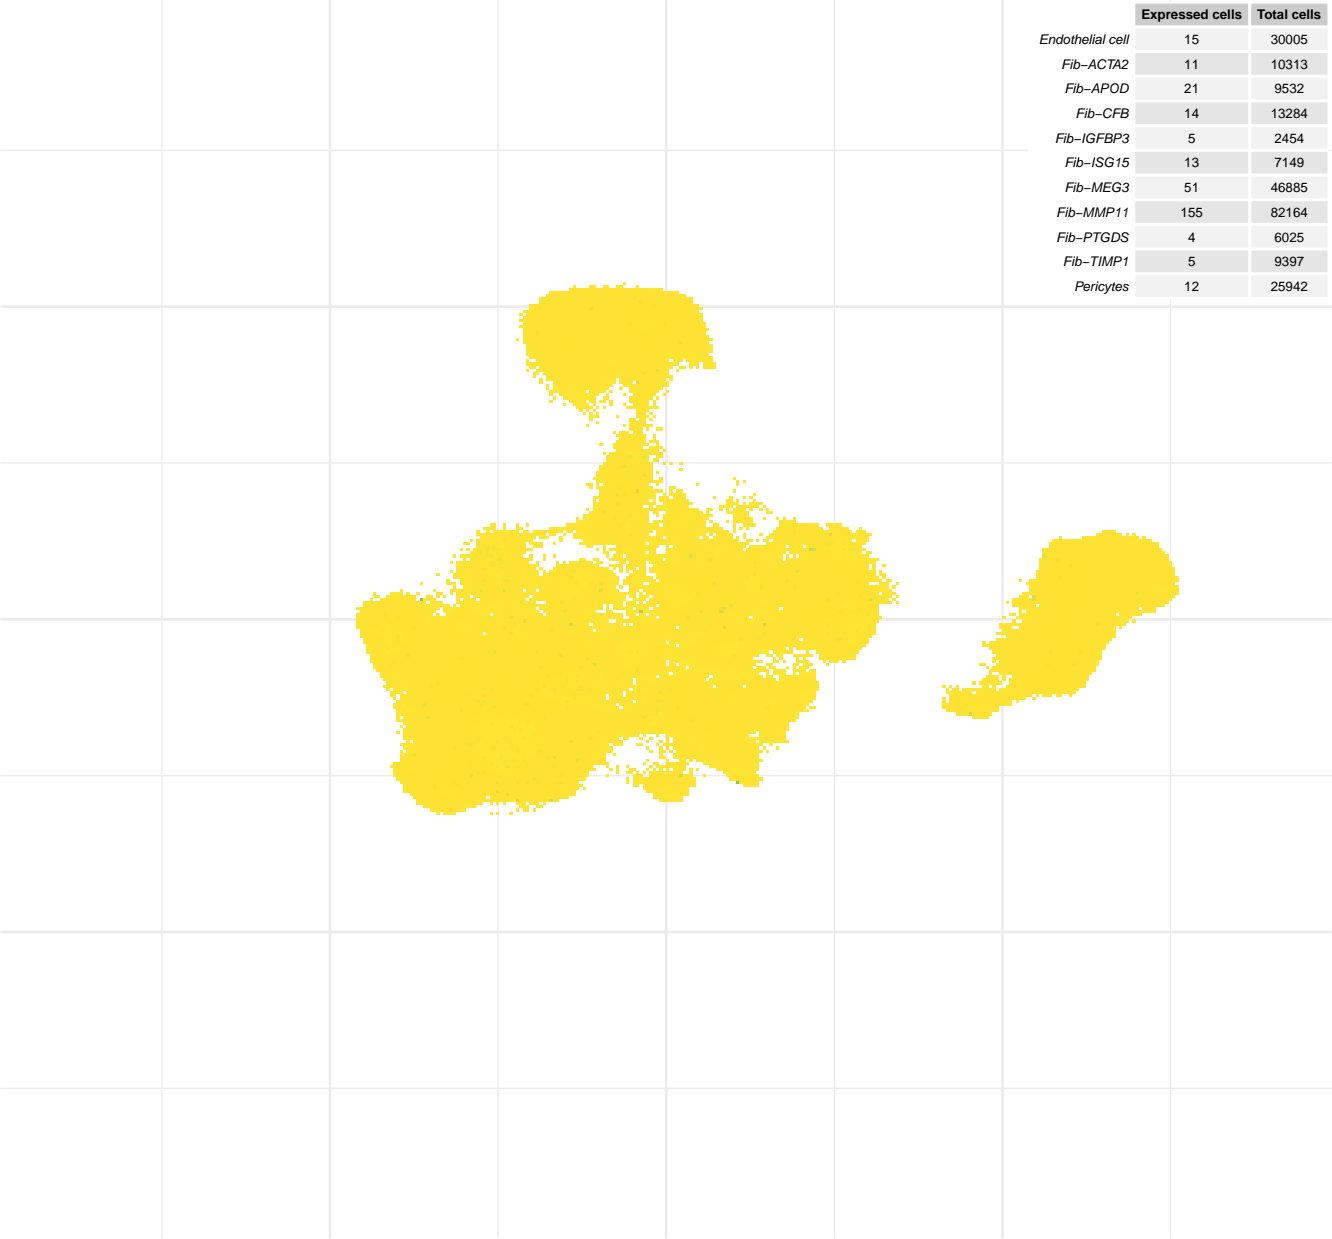 Expressed cells Total cells
Endothelial cell 15 30005
Fib−ACTA2 11 10313
Fib−APOD 21 9532
Fib−CFB 14 13284
Fib−IGFBP3 5 2454
Fib−ISG15 13 7149
Fib−MEG3 51 46885
Fib−MMP11 155 82164
Fib−PTGDS 4 6025
Fib−TIMP1 5 9397
Pericytes 12 25942